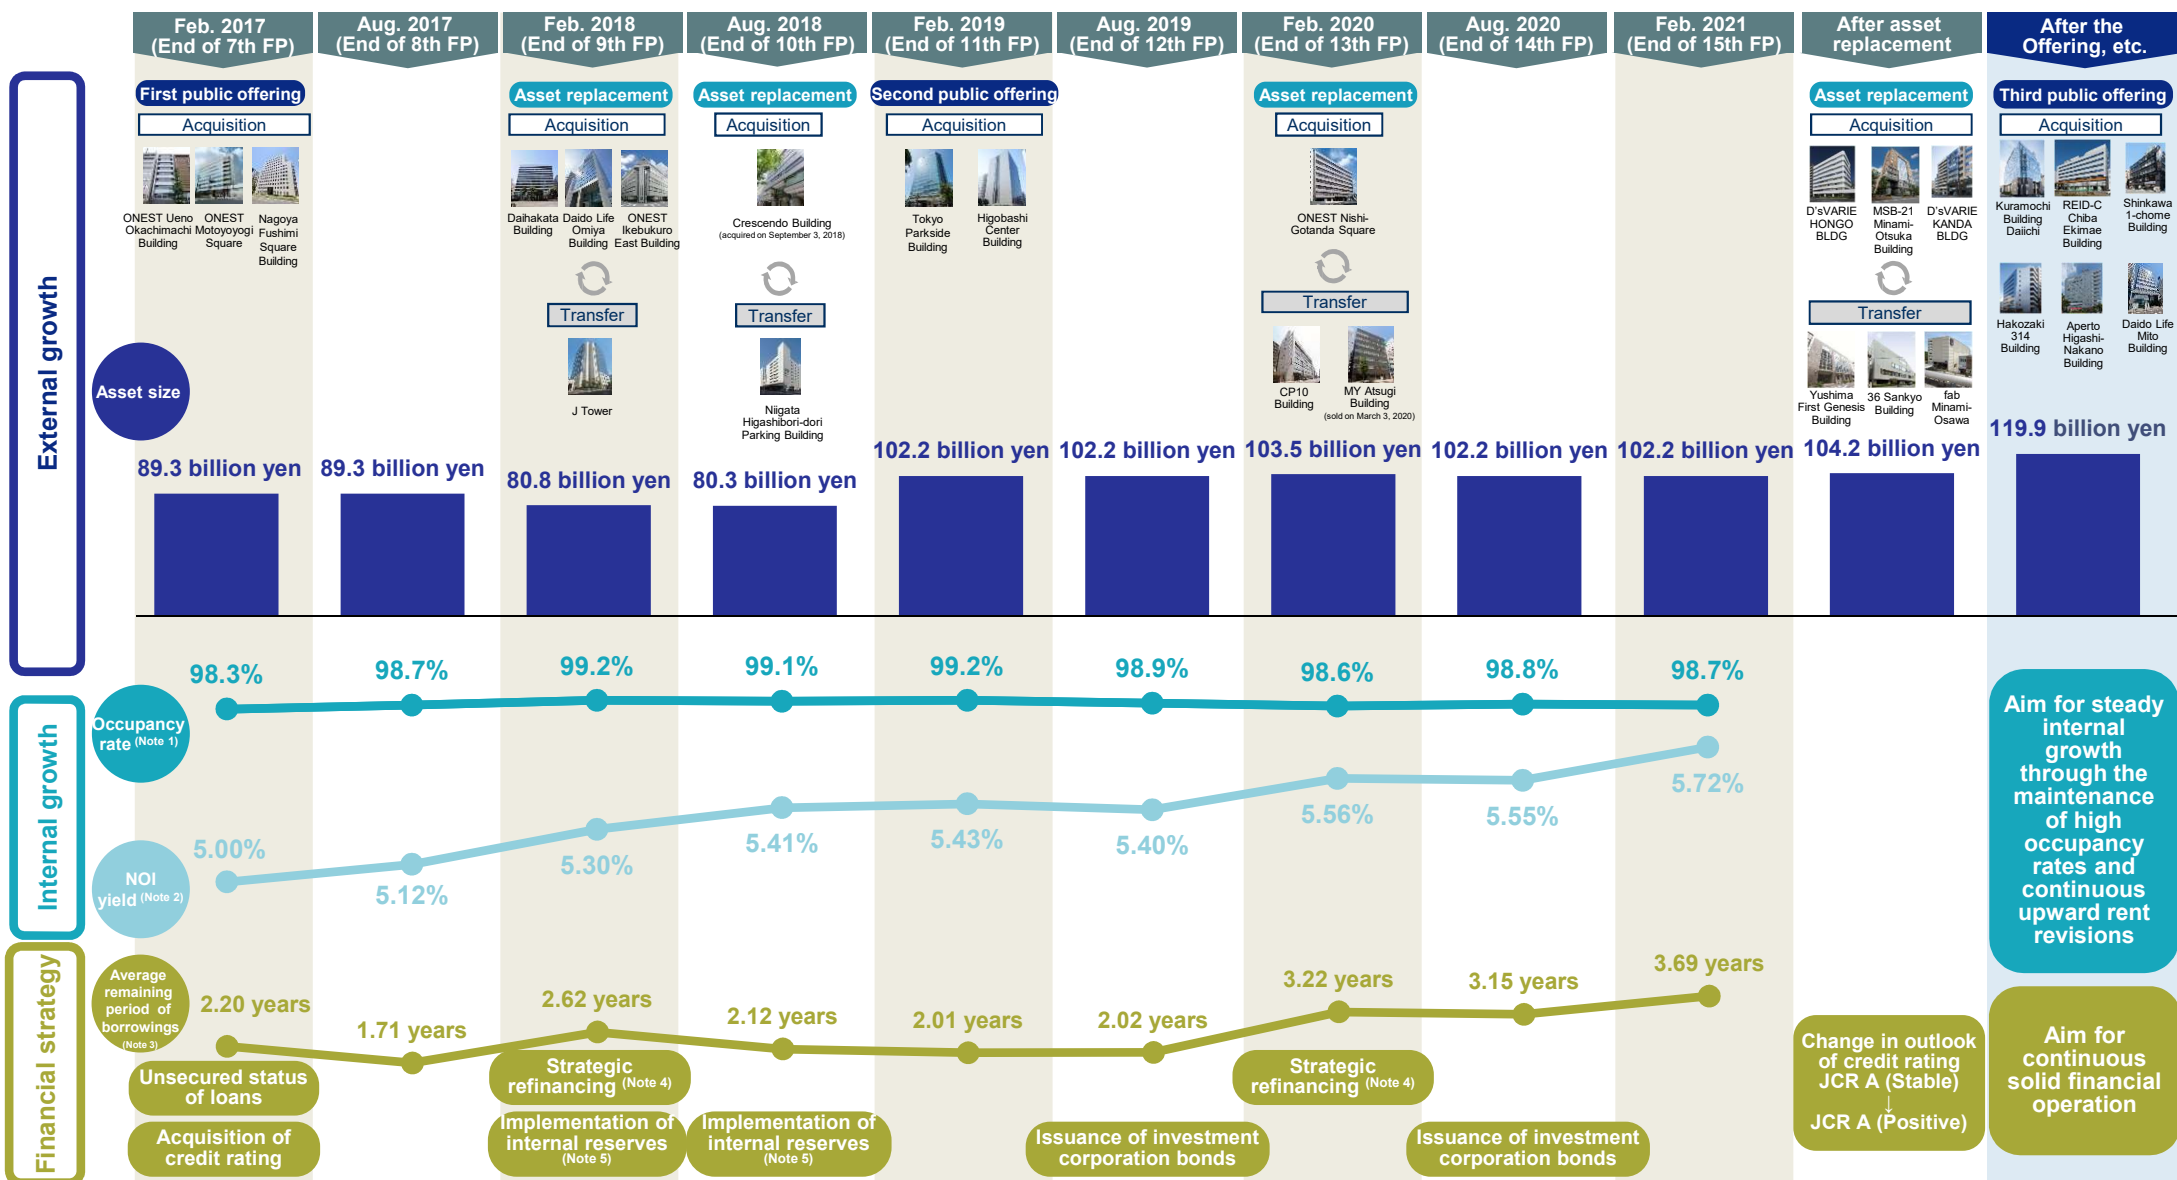 Feb. 2017
(End of 7th FP)
Aug. 2017
(End of 8th FP)
Feb. 2018
(End of 9th FP)
Aug. 2018
(End of 10th FP)
Feb. 2019
(End of 11th FP)
Aug. 2019
(End of 12th FP)
Feb. 2020
(End of 13th FP)
Aug. 2020
(End of 14th FP)
Feb. 2021
(End of 15th FP)
After asset
replacement
After the
Offering, etc.
External growth
First public offering
Acquisition
ONEST Ueno
Okachimachi
Building
ONEST
Motoyoyogi
Square
Nagoya
Fushimi
Square
Building
Asset replacement
Acquisition
Daihakata
Building
Daido Life
Omiya
Building
ONEST
Ikebukuro
East Building
Transfer
J Tower
Asset replacement
Acquisition
Crescendo Building
(acquired on September 3, 2018)
Transfer
Niigata
Higashibori-dori
Parking Building
Second public offering
Acquisition
Tokyo
Parkside
Building
Higobashi
Center
Building
Asset replacement
Acquisition
ONEST Nishi-
Gotanda Square
Transfer
CP10
Building
MY Atsugi
Building
(sold on March 3, 2020)
Asset replacement
Acquisition
D'sVARIE
HONGO
BLDG
MSB-21
Minami-
Otsuka
Building
D'sVARIE
KANDA
BLDG
Transfer
Yushima
First Genesis
Building
36 Sankyo
Building
fab
Minami-
Osawa
Third public offering
Acquisition
Kuramochi
Building
Daiichi
REID-C
Chiba
Ekimae
Building
Shinkawa
1-chome
Building
Hakozaki
314
Building
Aperto
Higashi-
Nakano
Building
Daido Life
Mito
Building
Asset size
89.3 billion yen
89.3 billion yen
80.8 billion yen
80.3 billion yen
102.2 billion yen
102.2 billion yen
103.5 billion yen
102.2 billion yen
102.2 billion yen
104.2 billion yen
119.9 billion yen
Internal growth
Occupancy
rate (Note 1)
98.3%
98.7%
99.2%
99.1%
99.2%
98.9%
98.6%
98.8%
98.7%
NOI
yield (Note 2)
5.00%
5.12%
5.30%
5.41%
5.43%
5.40%
5.56%
5.55%
5.72%
Aim for steady
internal
growth
through the
maintenance
of high
occupancy
rates and
continuous
upward rent
revisions
Financial strategy
Average
remaining
period of
borrowings
(Note 3)
2.20 years
1.71 years
2.62 years
2.12 years
2.01 years
2.02 years
3.22 years
3.15 years
3.69 years
Unsecured status
of loans
Acquisition of
credit rating
Strategic
refinancing (Note 4)
Implementation of
internal reserves
(Note 5)
Implementation of
internal reserves
(Note 5)
Issuance of investment
corporation bonds
Strategic
refinancing (Note 4)
Issuance of investment
corporation bonds
Change in outlook
of credit rating
JCR A (Stable)
↓
JCR A (Positive)
Aim for
continuous
solid financial
operation